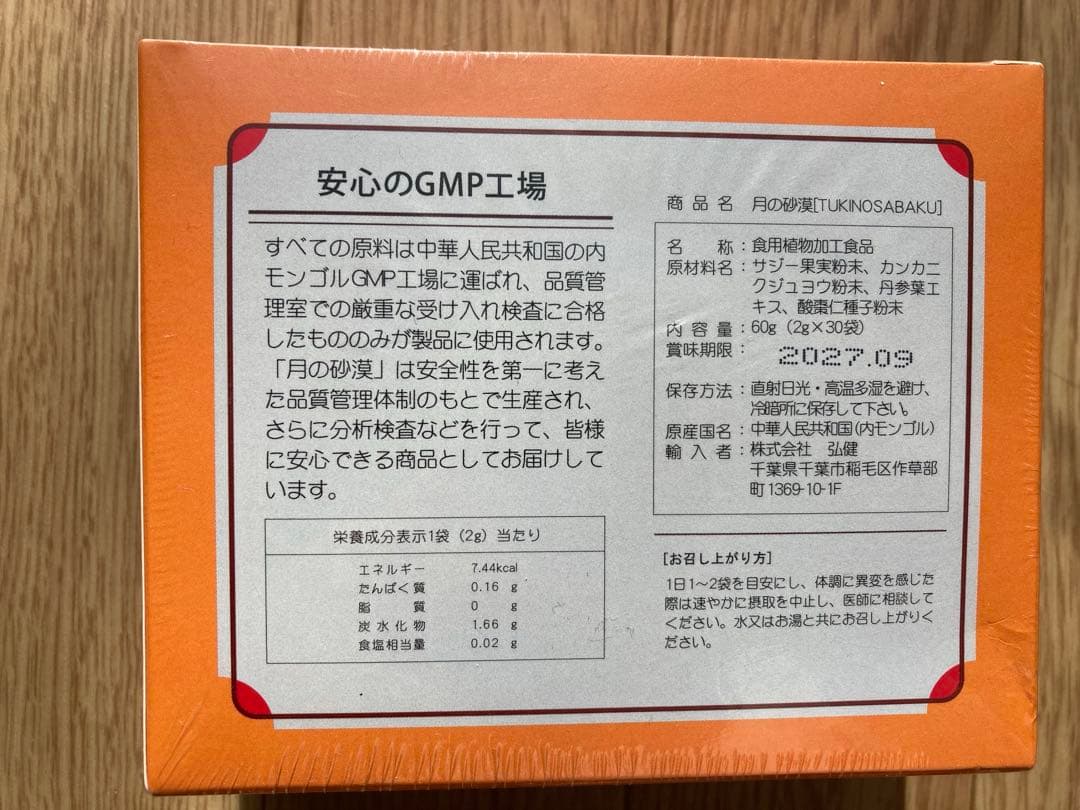 安心のGMP工場
すべての原料は中華人民共和国の内
モンゴルGMP工場に運ばれ、品質管
理室での厳重な受け入れ検査に合格
したもののみが製品に使用されます。
「月の砂漠」は安全性を第一に考え
た品質管理体制のもとで生産され、
さらに分析検査などを行って、皆様
に安心できる商品としてお届けして
います。
栄養成分表示1袋（2g）当たり
エネルギー 7.44kcal
たんぱく質 0.16 g
脂質 0 g
炭水化物 1.66 g
食塩相当量 0.02 g
商品名 月の砂漠[TUKINOSABAKU]
名称：食用植物加工食品
原材料名：サジー果実粉末、カンカニ
クジュヨウ粉末、丹参葉エ
キス、酸棗仁種子粉末
内容量：60g（2g×30袋）
賞味期限：2027.09
保存方法：直射日光・高温多湿を避け、
冷暗所に保存して下さい。
原産国名：中華人民共和国（内モンゴル）
輸入者：株式会社 弘健
千葉県千葉市稲毛区作草部
町1369-10-1F
[お召し上がり方]
1日1〜2袋を目安にし、体調に異変を感じた
際は速やかに摂取を中止し、医師に相談して
ください。水又はお湯と共にお召し上がりく
ださい。